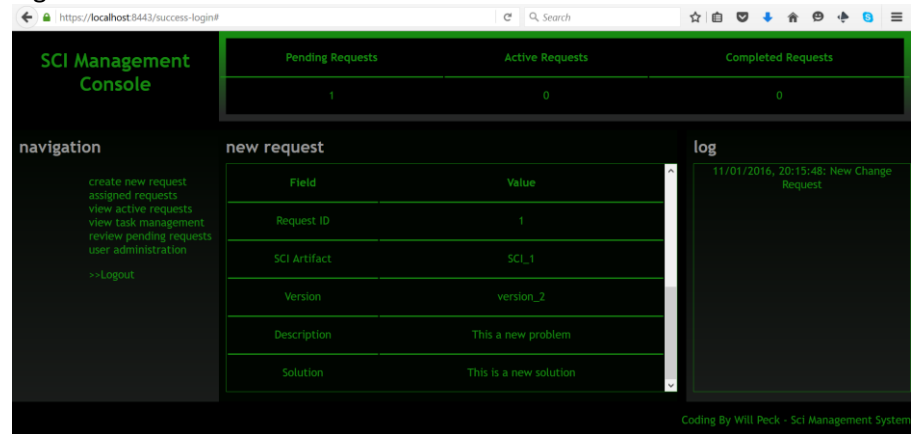 https://localhost:8443/success-login#
Search
SCI Management
Console
Pending Requests Active Requests Completed Requests
1 0 0
navigation
create new request
assigned requests
view active requests
view task management
review pending requests
user administration
>>Logout
new request
Field Value
Request ID 1
SCI Artifact SCI_1
Version version_2
Description This a new problem
Solution This is a new solution
log
11/01/2016, 20:15:48: New Change
Request
Coding By Will Peck - Sci Management System